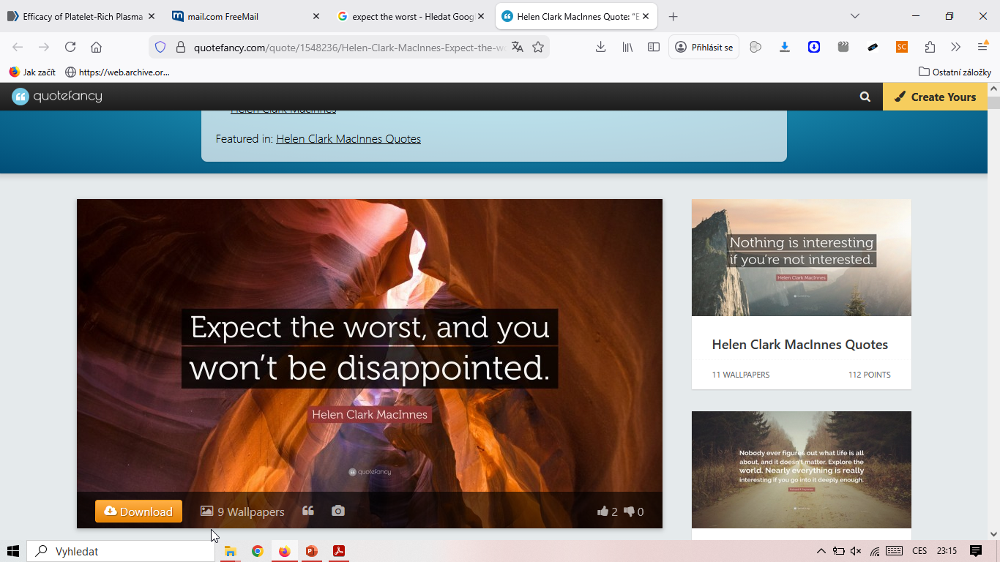 Efficacy of Platelet-Rich Plasma
mail.com FreeMail
expect the worst - Hledat Goog
Helen Clark MacInnes Quote: “E
quotefancy.com/quote/1548236/Helen-Clark-MacInnes-Expect-the-w
Přihlásit se
SC
Jak začít
https://web.archive.or...
Ostatní záložky
quotefancy
Create Yours
Helen Clark MacInnes
Featured in: Helen Clark MacInnes Quotes
Expect the worst, and you
won’t be disappointed.
Helen Clark MacInnes
quotefancy
Download
9 Wallpapers
2
0
Nothing is interesting
if you’re not interested.
Helen Clark MacInnes
Helen Clark MacInnes Quotes
11 WALLPAPERS
112 POINTS
Nobody ever figures out what life is all
about, and it doesn’t matter. Explore the
world. Nearly everything is really
interesting if you go into it deeply enough.
Vyhledat
CES
23:15